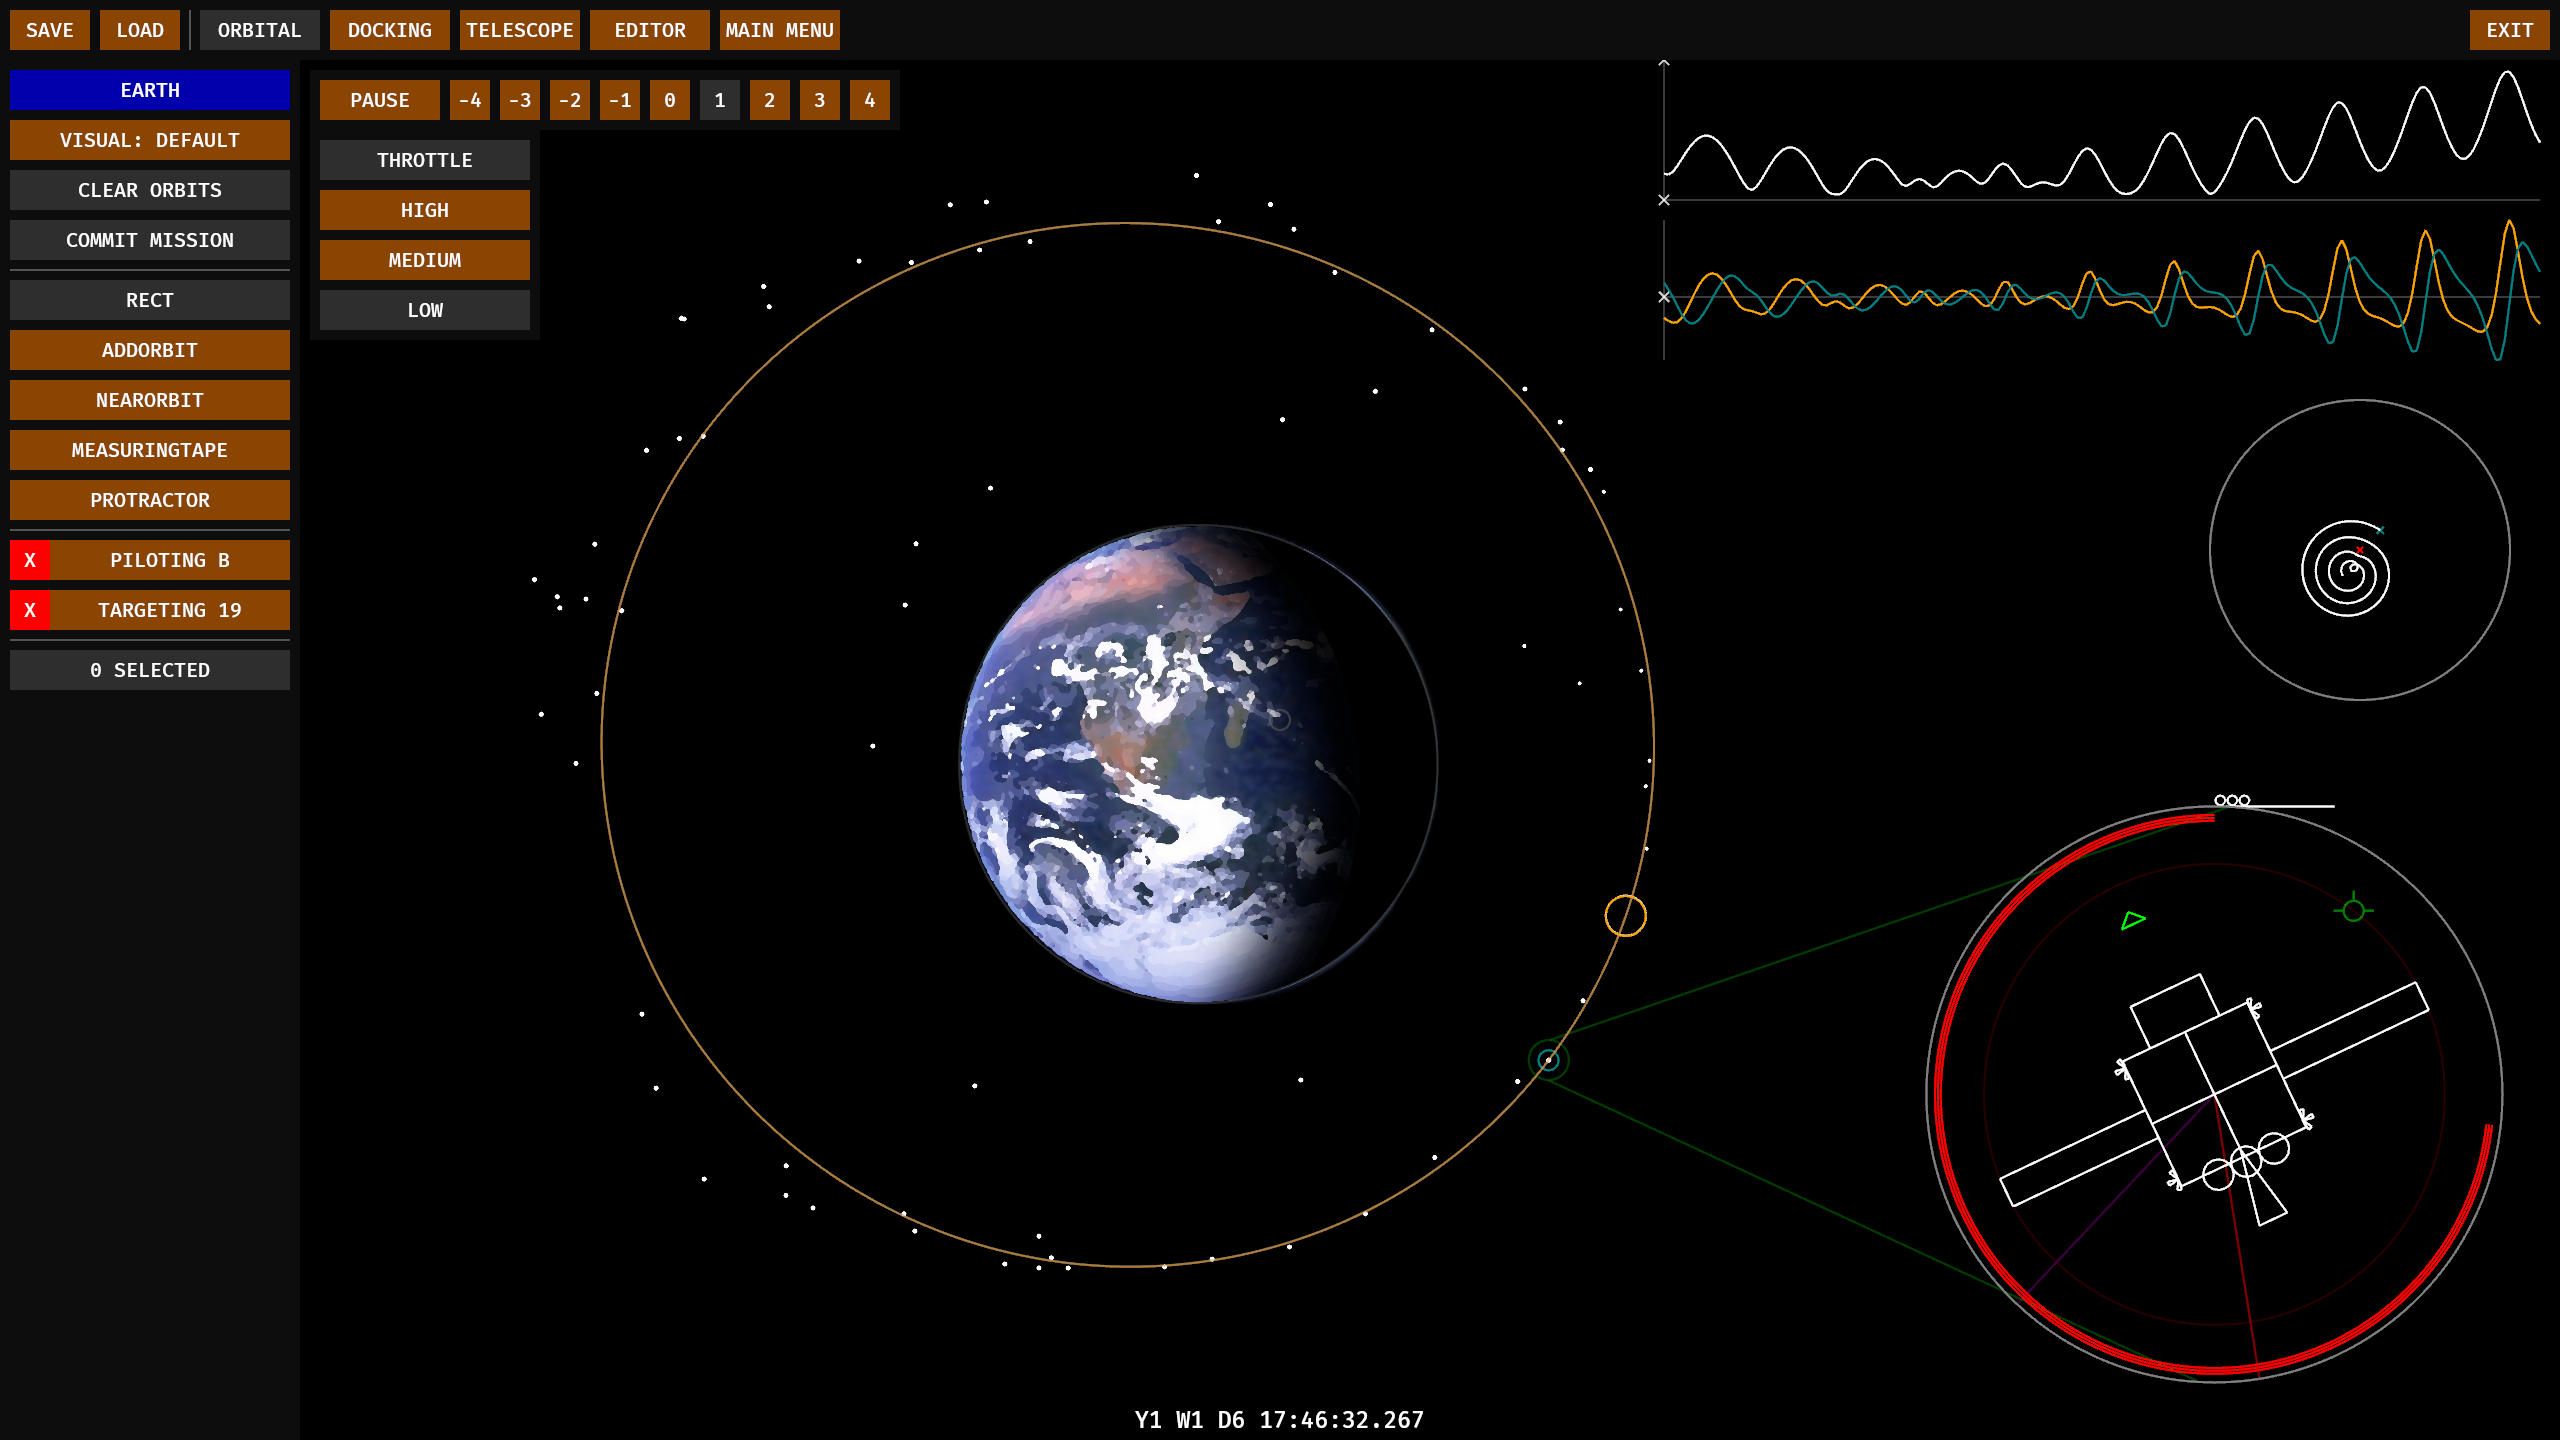 SAVE LOAD ORBITAL DOCKING TELESCOPE EDITOR MAIN MENU EXIT
EARTH
VISUAL: DEFAULT
CLEAR ORBITS
COMMIT MISSION
RECT
ADDORBIT
NEARORBIT
MEASURINGTAPE
PROTRACTOR
X PILOTING B
X TARGETING 19
0 SELECTED
PAUSE -4 -3 -2 -1 0 1 2 3 4
THROTTLE
HIGH
MEDIUM
LOW
Y1 W1 D6 17:46:32.267